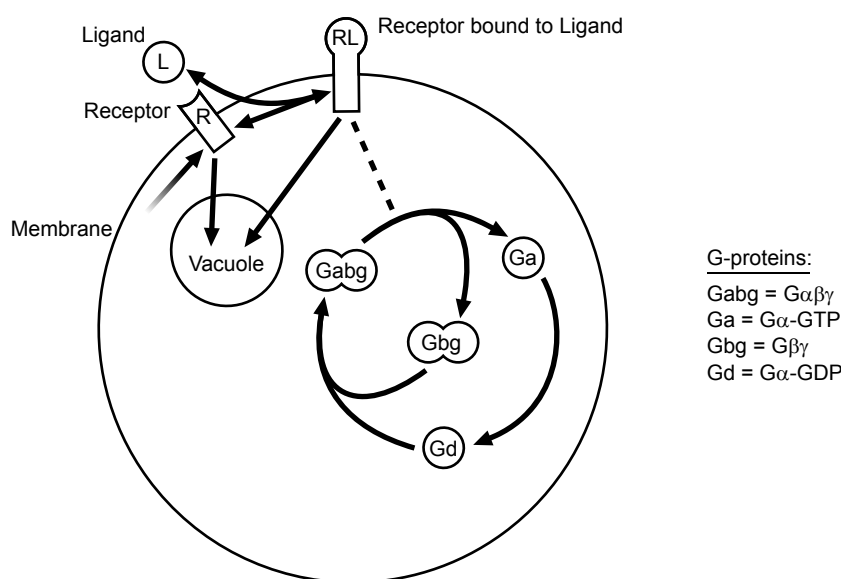 Ligand
L
RL
Receptor bound to Ligand
Receptor
R
Membrane
Vacuole
Gabg
Ga
Gbg
Gd
G-proteins:
Gabg = Gαβγ
Ga = Gα-GTP
Gbg = Gβγ
Gd = Gα-GDP